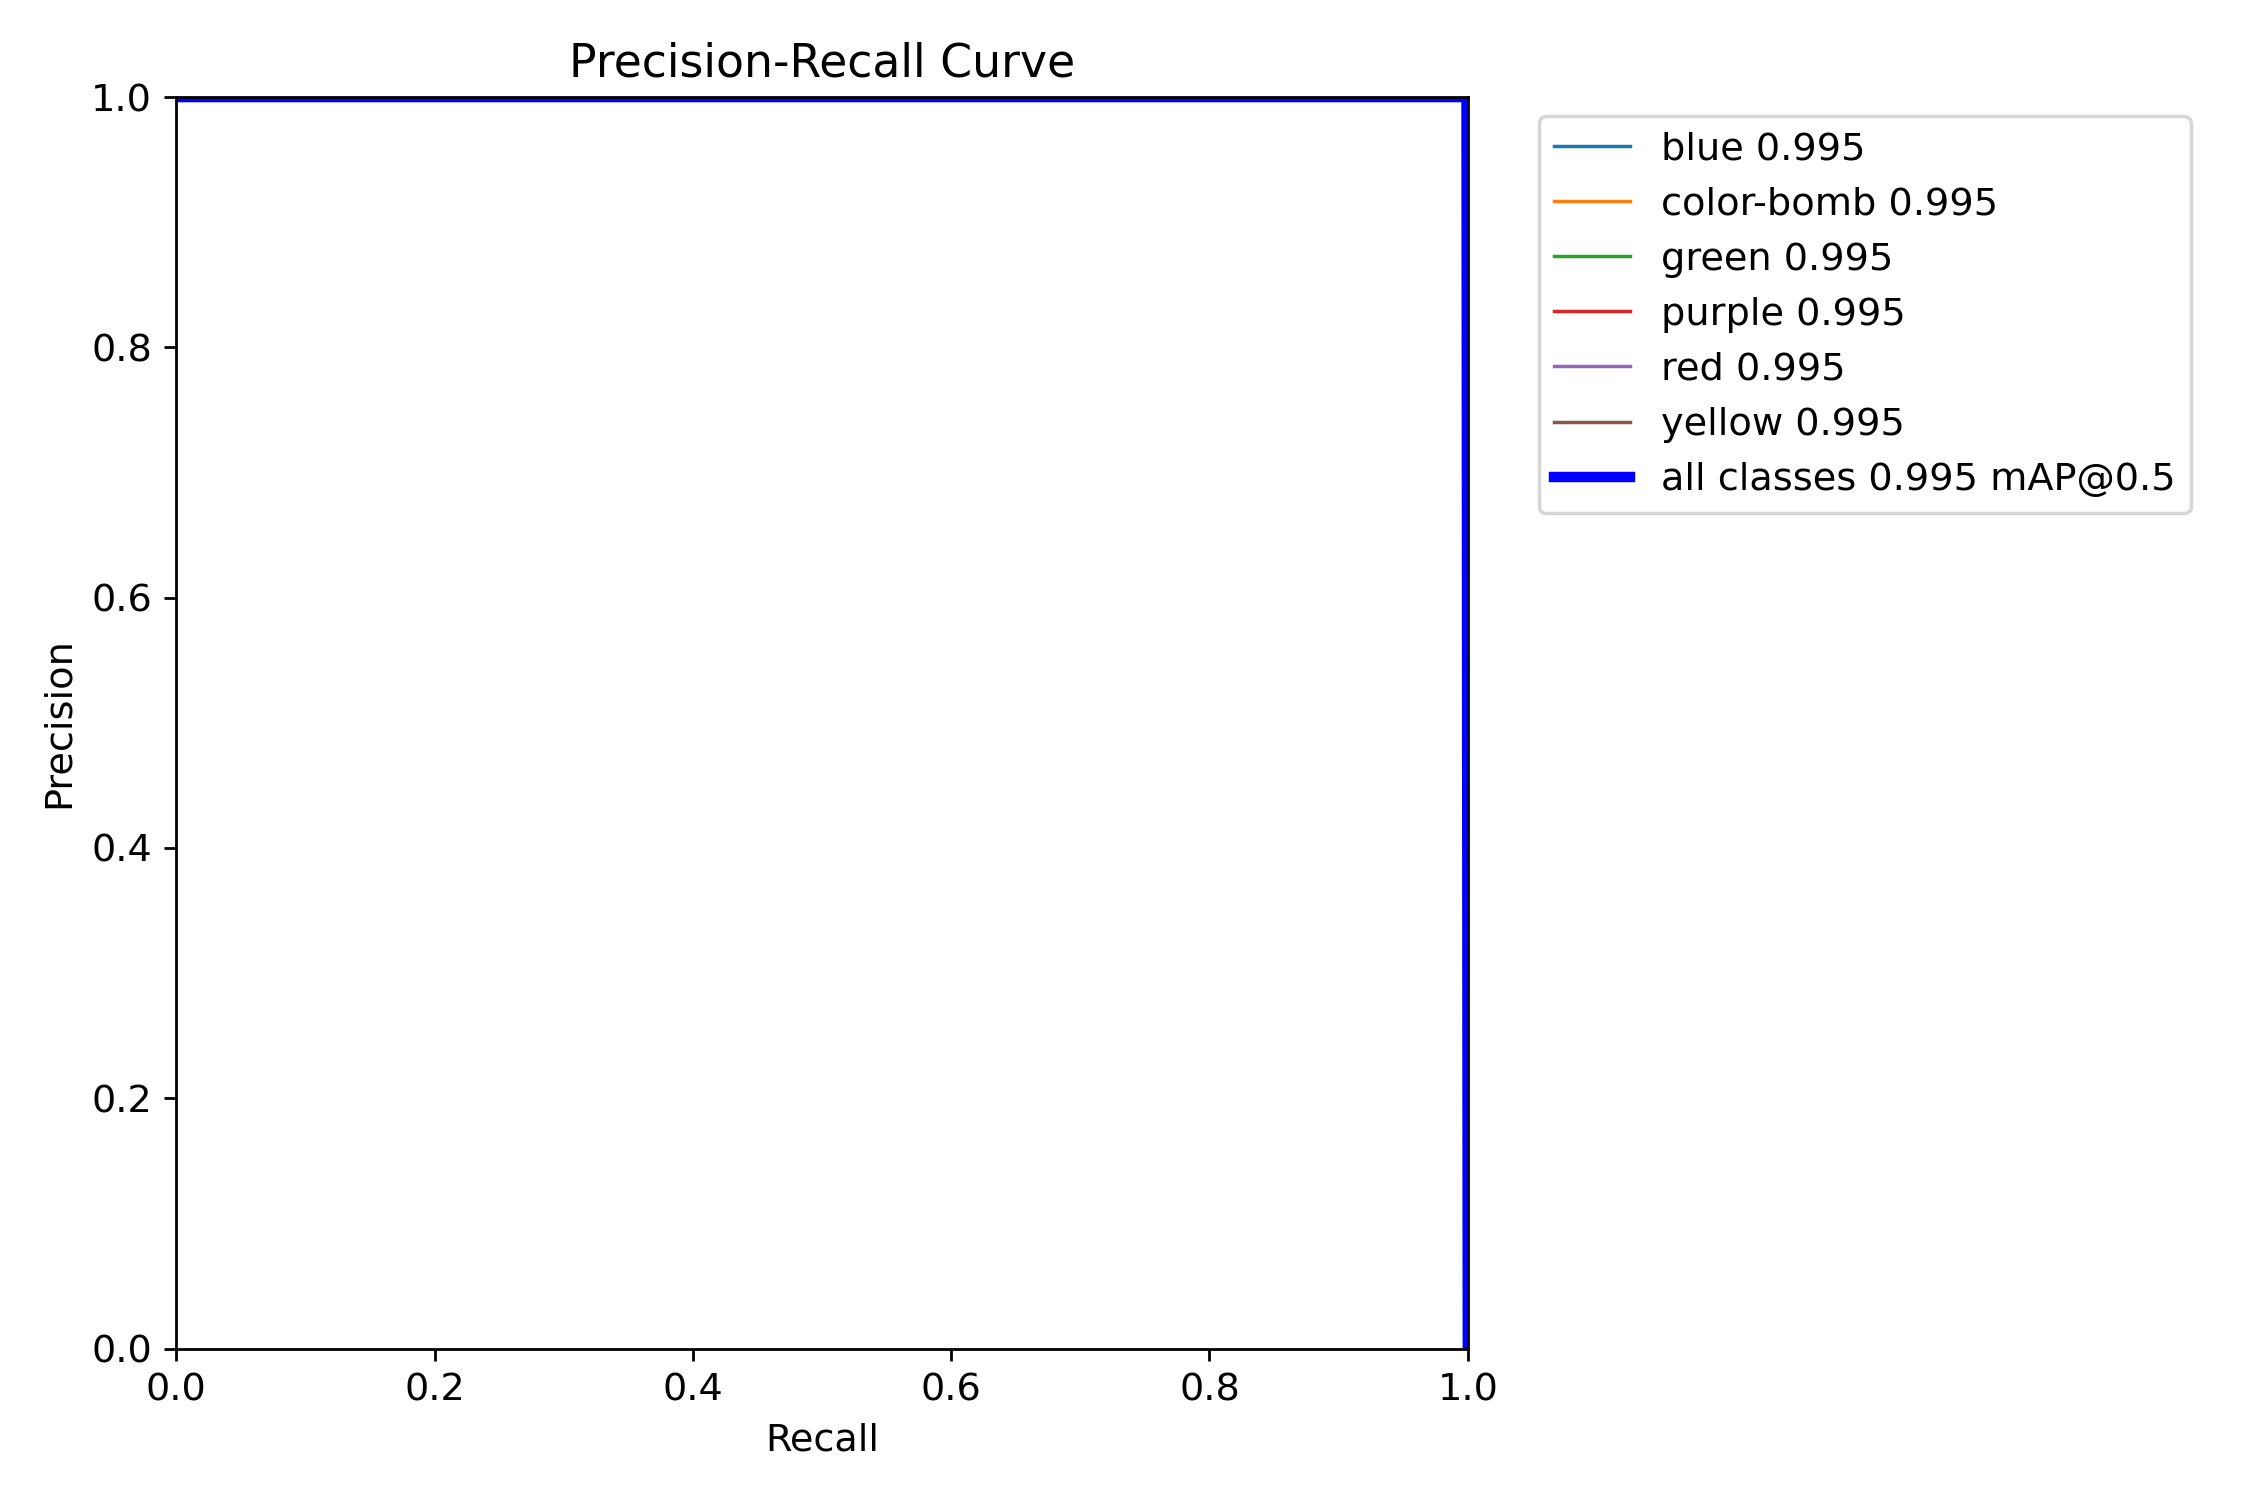 Precision-Recall Curve
1.0
0.8
0.6
0.4
0.2
0.0
Precision
0.0 0.2 0.4 0.6 0.8 1.0
Recall
blue 0.995
color-bomb 0.995
green 0.995
purple 0.995
red 0.995
yellow 0.995
all classes 0.995 mAP@0.5